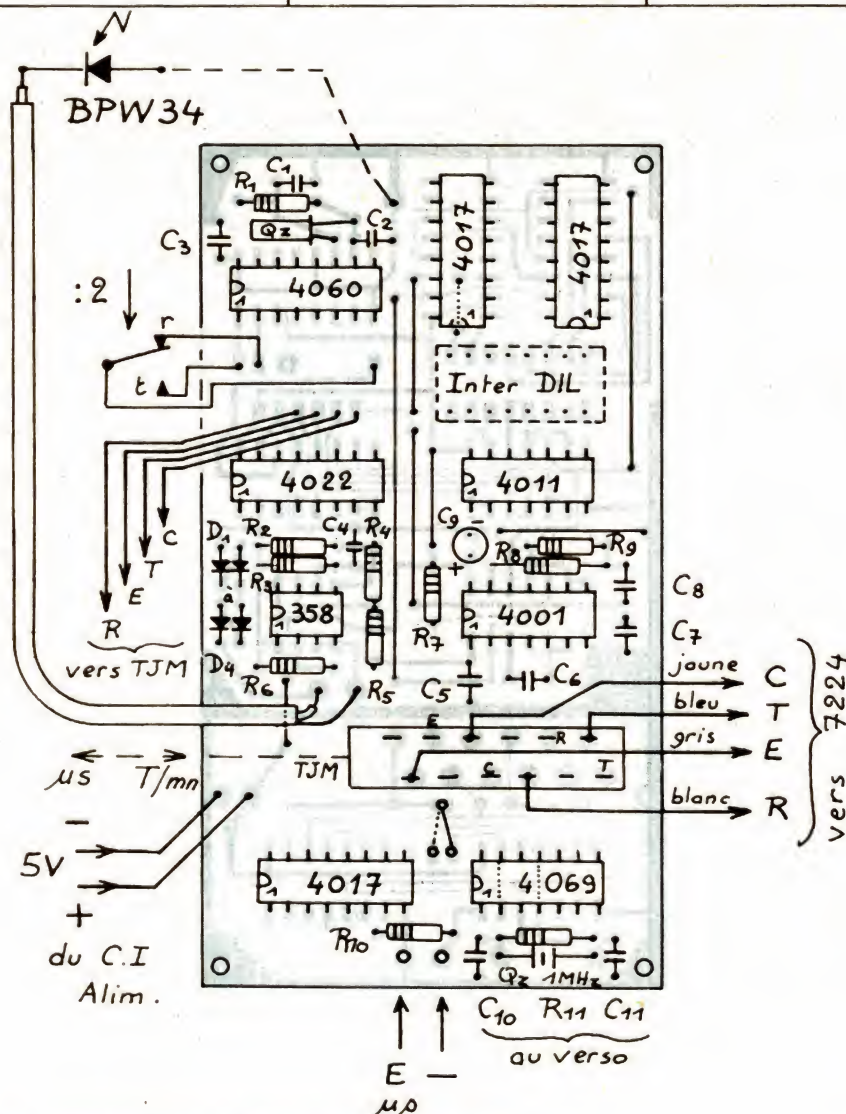 BPW34
C1
R1
Qz
C2
C3
4060
4017
4017
:2
r
t
Inter DIL
4022
4011
C
T
E
R
vers TJM
D1
à
D4
R2
R3
C4
R4
C9
-
+
R8
R9
358
4001
C8
C7
R7
R6
R5
C5
C6
jaune C
bleu T
gris E
blanc R
vers 7224
E
R
C
T
TJM
µs T/mn
-
5V
+
du C.I
Alim.
4017
4069
R10
Qz 1MHz
C10 R11 C11
au verso
E -
µs